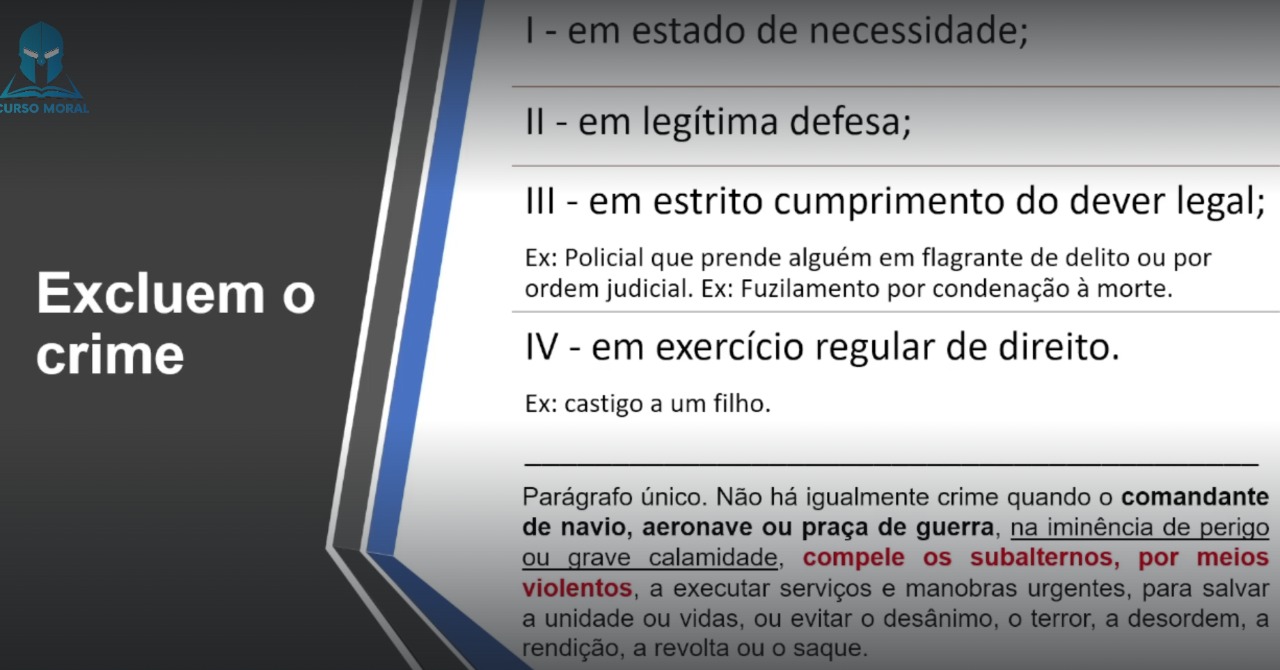 CURSO MORAL
Excluem o
crime
I - em estado de necessidade;
II - em legítima defesa;
III - em estrito cumprimento do dever legal;
Ex: Policial que prende alguém em flagrante de delito ou por
ordem judicial. Ex: Fuzilamento por condenação à morte.
IV - em exercício regular de direito.
Ex: castigo a um filho.
Parágrafo único. Não há igualmente crime quando o comandante
de navio, aeronave ou praça de guerra, na iminência de perigo
ou grave calamidade, compele os subalternos, por meios
violentos, a executar serviços e manobras urgentes, para salvar
a unidade ou vidas, ou evitar o desânimo, o terror, a desordem, a
rendição, a revolta ou o saque.